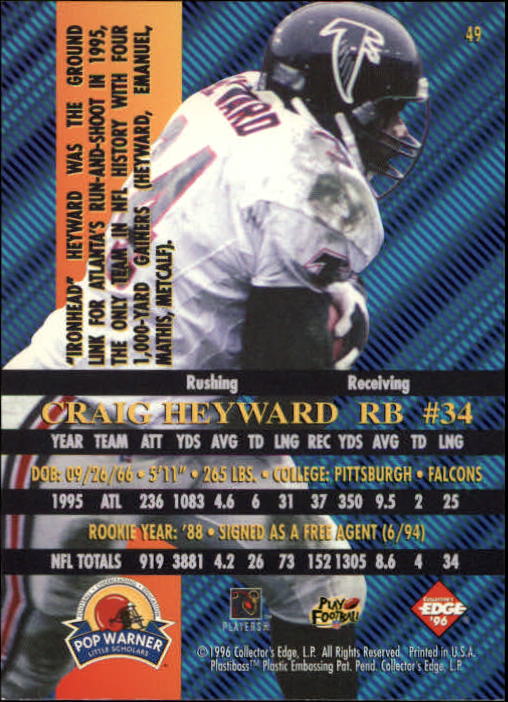 49
"IRONHEAD" HEYWARD WAS THE GROUND
LINK FOR ATLANTA'S RUN-AND-SHOOT IN 1995,
THE ONLY TEAM IN NFL HISTORY WITH FOUR
1,000-YARD GAINERS (HEYWARD, EMANUEL,
MATHIS, METCALF).
Rushing Receiving
CRAIG HEYWARD RB #34
YEAR TEAM ATT YDS AVG TD LNG REC YDS AVG TD LNG
DOB: 09/26/66 • 5'11" • 265 LBS. • COLLEGE: PITTSBURGH • FALCONS
1995 ATL 236 1083 4.6 6 31 37 350 9.5 2 25
ROOKIE YEAR: '88 • SIGNED AS A FREE AGENT (6/94)
NFL TOTALS 919 3881 4.2 26 73 152 1305 8.6 4 34
POP WARNER
LITTLE SCHOLARS
PLAYERS INC
PLAY
FOOTBALL
COLLECTOR'S
EDGE
'96
©1996 Collector's Edge, L.P. All Rights Reserved. Printed in U.S.A.
Plastiboss™ Plastic Embossing Pat. Pend. Collector's Edge, L.P.